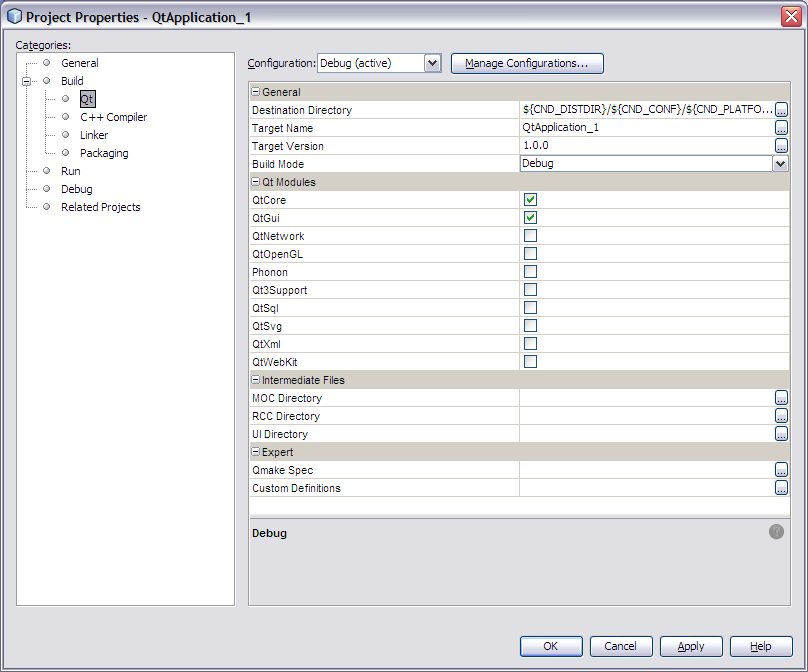 Project Properties - QtApplication_1
Categories:
General
Build
Qt
C++ Compiler
Linker
Packaging
Run
Debug
Related Projects
Configuration: Debug (active) Manage Configurations...
General
Destination Directory ${CND_DISTDIR}/${CND_CONF}/${CND_PLATFO... ...
Target Name QtApplication_1 ...
Target Version 1.0.0 ...
Build Mode Debug
Qt Modules
QtCore
QtGui
QtNetwork
QtOpenGL
Phonon
Qt3Support
QtSql
QtSvg
QtXml
QtWebKit
Intermediate Files
MOC Directory ...
RCC Directory ...
UI Directory ...
Expert
Qmake Spec ...
Custom Definitions ...
Debug ?
OK Cancel Apply Help